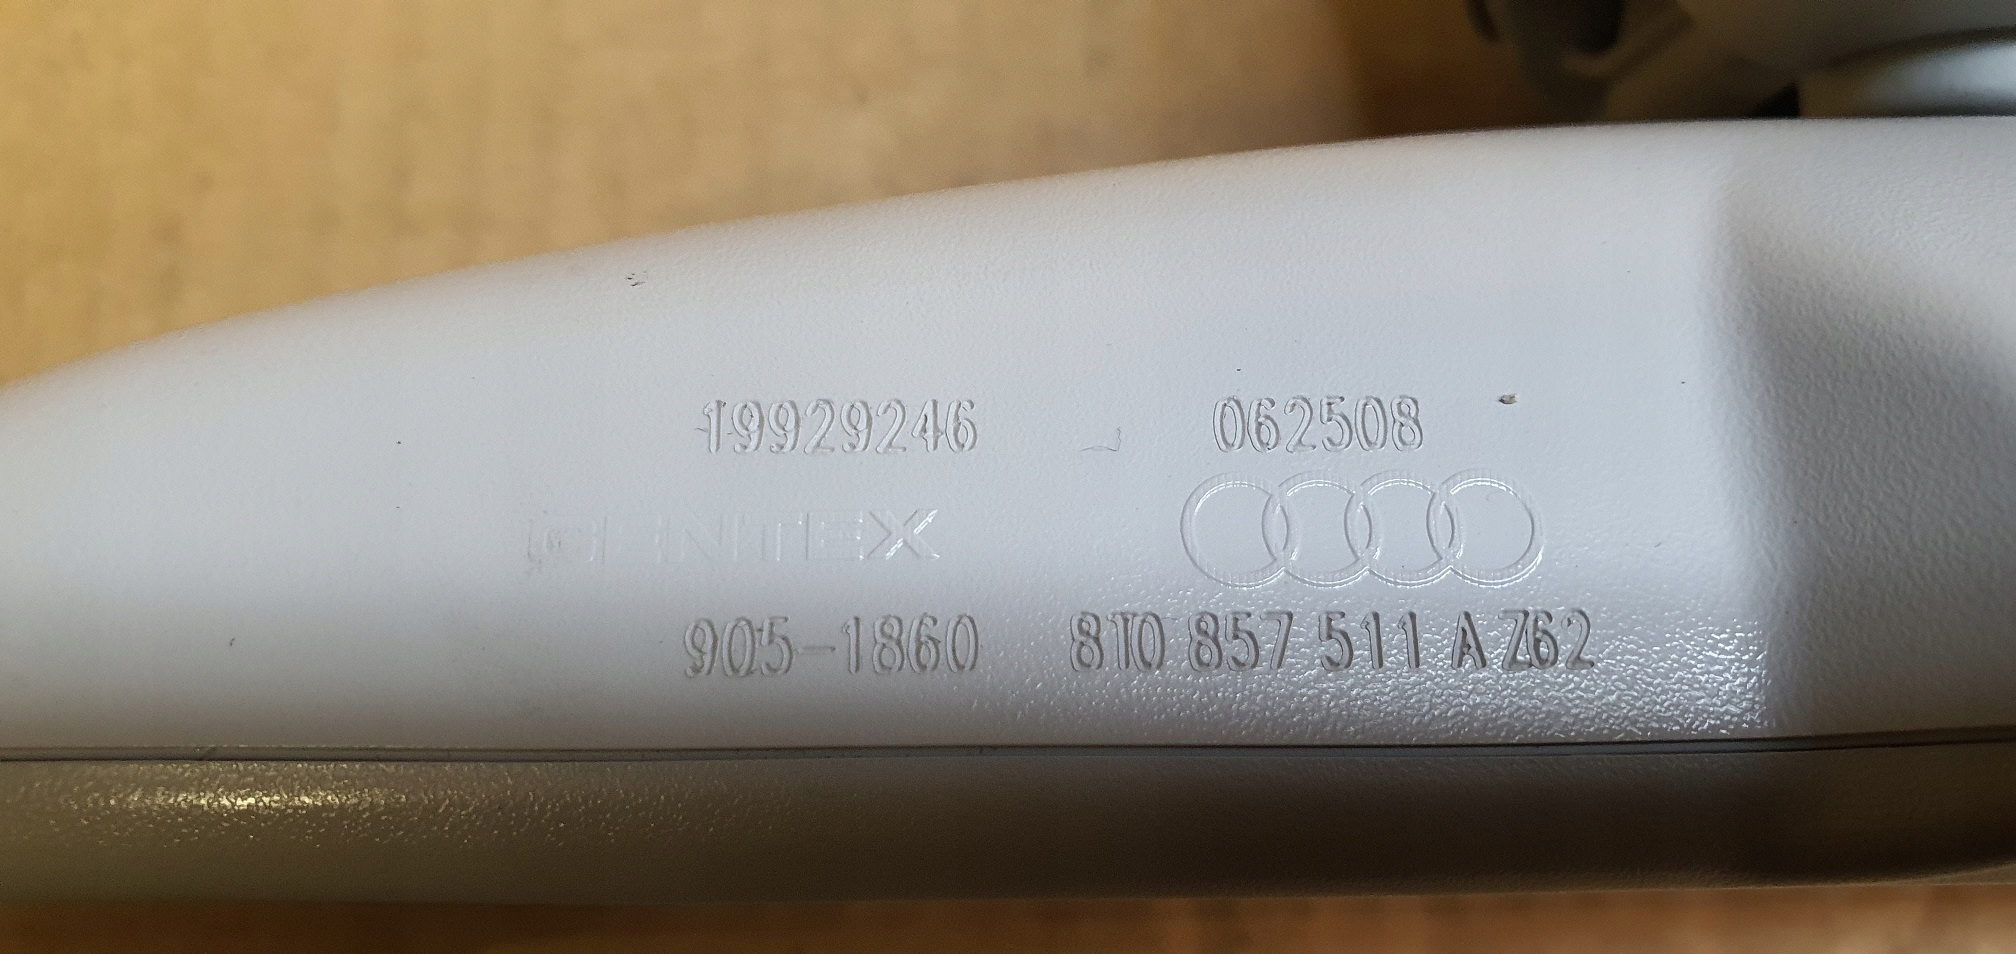 19929246 062508
GENTEX
905-1860 8T0 857 511 A Z62